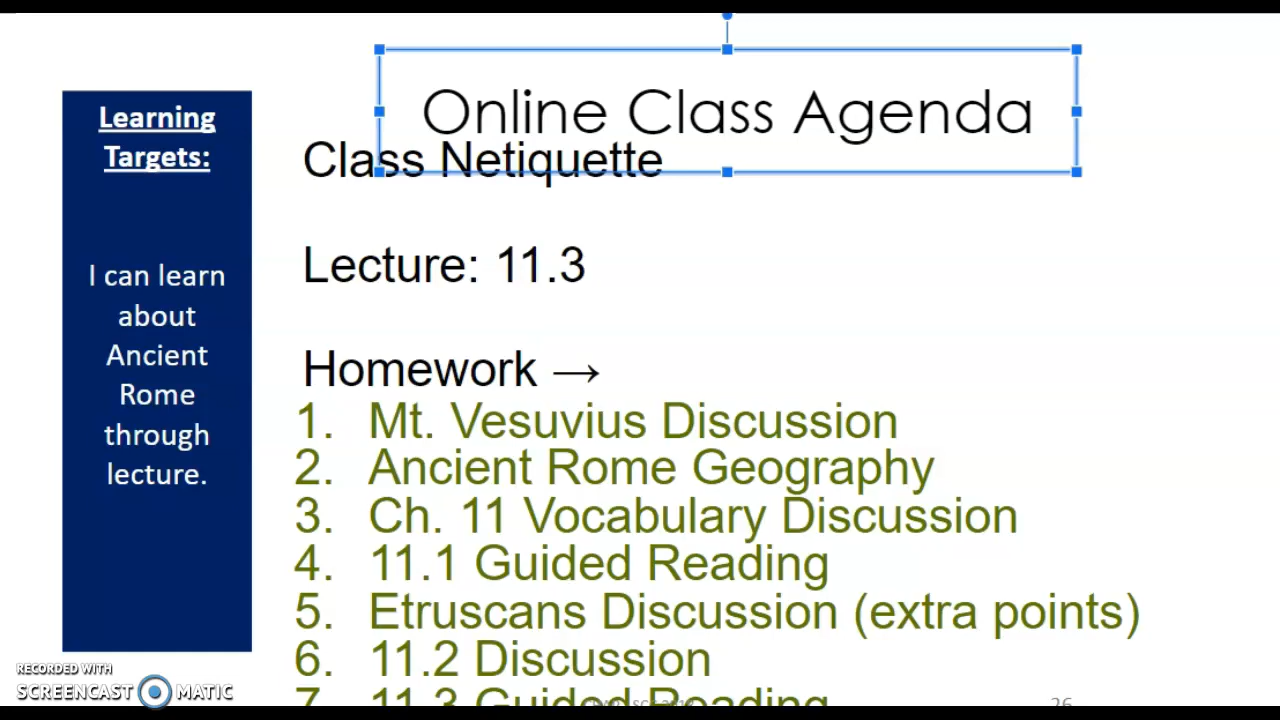 Online Class Agenda
Learning
Targets:
I can learn
about
Ancient
Rome
through
lecture.
Class Netiquette
Lecture: 11.3
Homework →
1. Mt. Vesuvius Discussion
2. Ancient Rome Geography
3. Ch. 11 Vocabulary Discussion
4. 11.1 Guided Reading
5. Etruscans Discussion (extra points)
6. 11.2 Discussion
7. 11.3 Guided Reading
26
RECORDED WITH
SCREENCAST MATIC